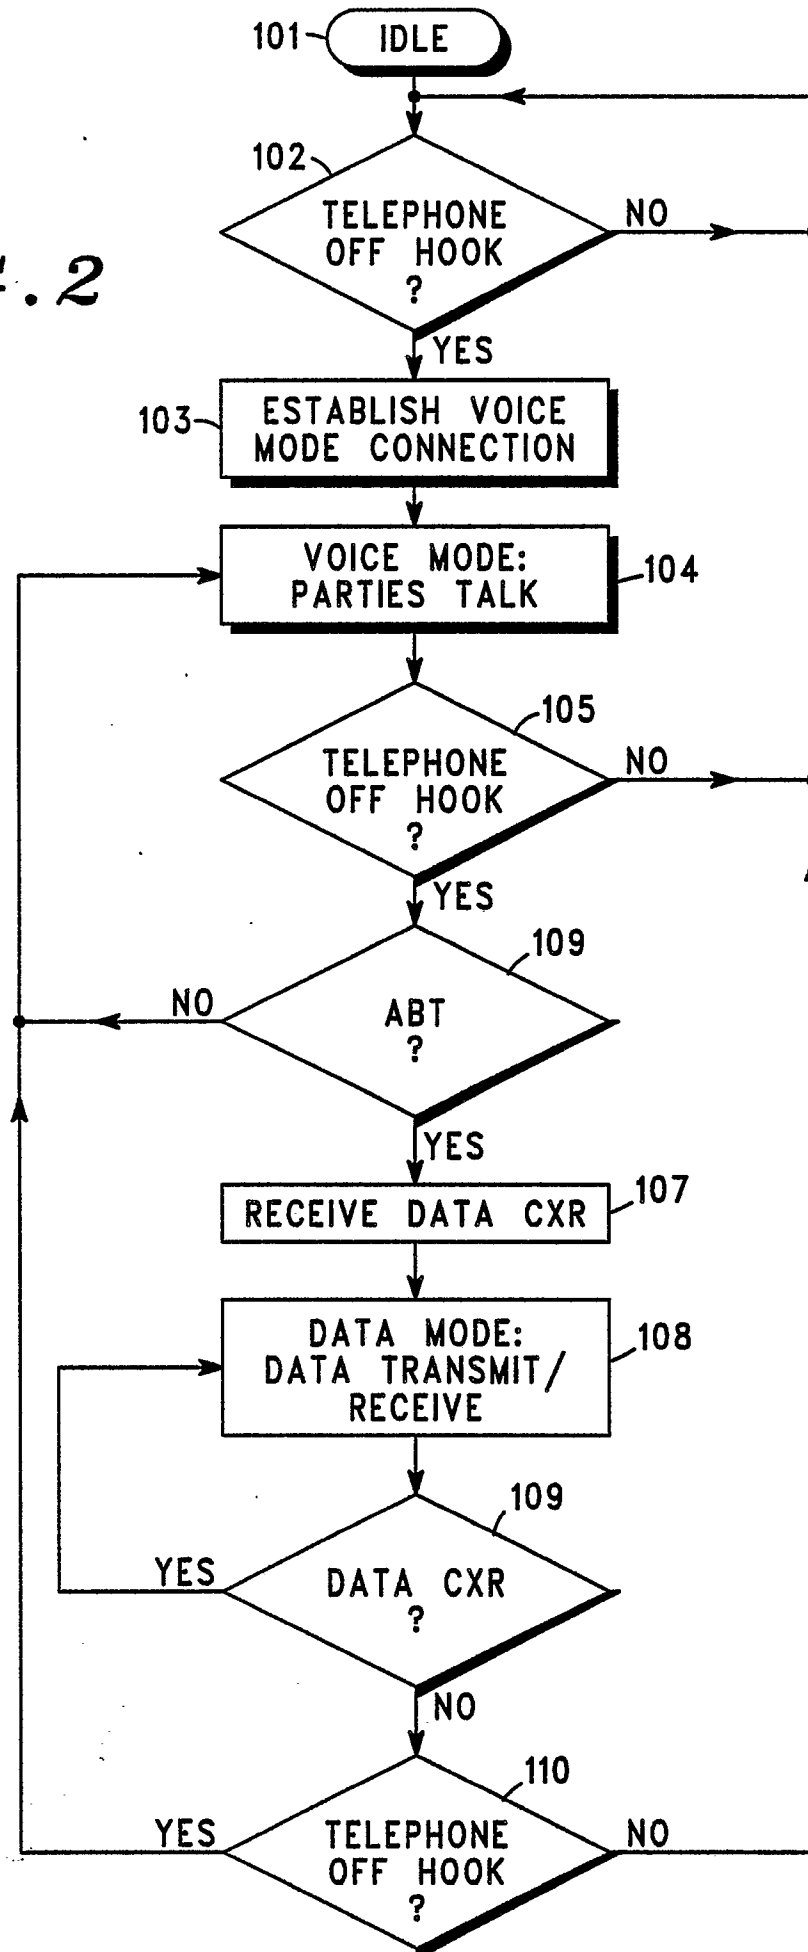 101
IDLE
102
TELEPHONE
OFF HOOK
?
NO
.2
YES
103
ESTABLISH VOICE
MODE CONNECTION
VOICE MODE:
PARTIES TALK
104
105
TELEPHONE
OFF HOOK
?
NO
YES
109
ABT
?
NO
YES
RECEIVE DATA CXR
107
DATA MODE:
DATA TRANSMIT/
RECEIVE
108
109
DATA CXR
?
YES
NO
110
TELEPHONE
OFF HOOK
?
YES
NO